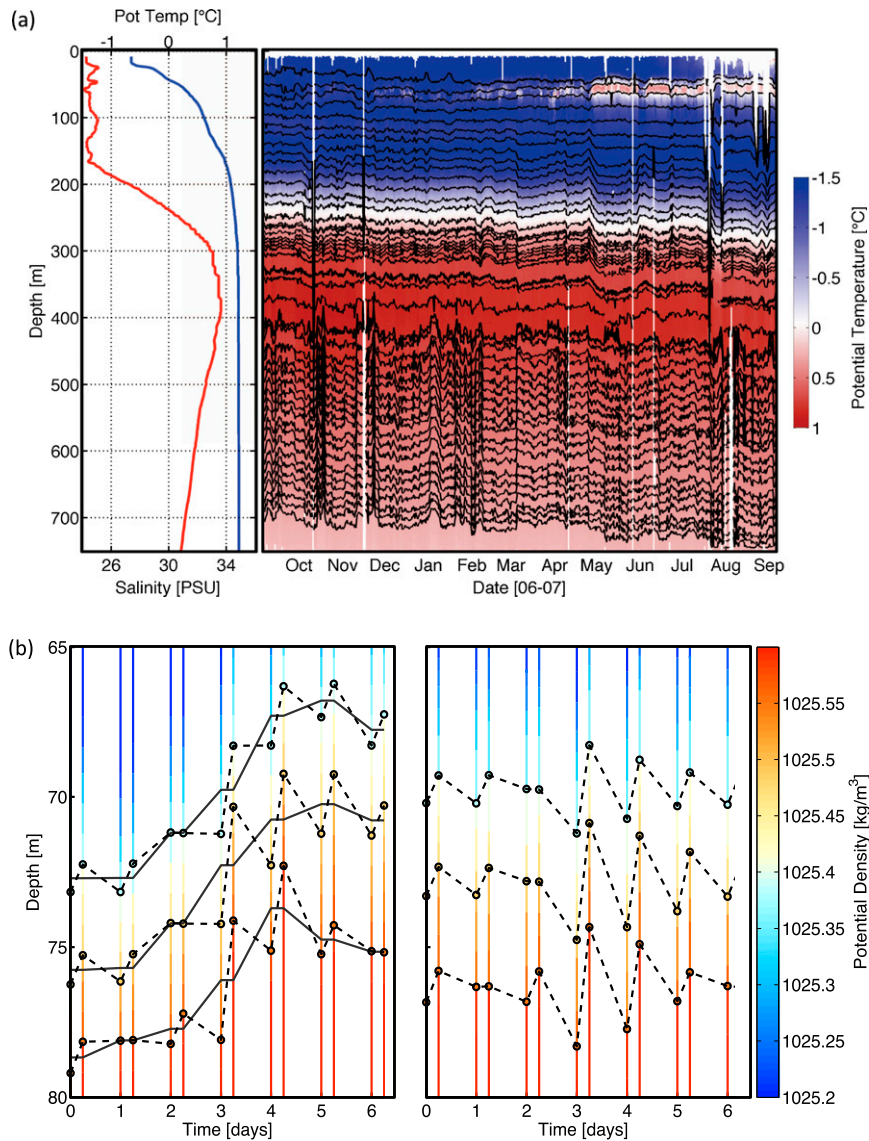 (a)
Pot Temp [°C]
-1 0 1
0
100
200
300
400
500
600
700
Depth [m]
26 30 34
Salinity [PSU]
Oct Nov Dec Jan Feb Mar Apr May Jun Jul Aug Sep
Date [06-07]
-1.5
-1
-0.5
0
0.5
1
Potential Temperature [°C]
(b)
65
70
75
80
Depth [m]
0 1 2 3 4 5 6
Time [days]
0 1 2 3 4 5 6
Time [days]
1025.55
1025.5
1025.45
1025.4
1025.35
1025.3
1025.25
1025.2
Potential Density [kg/m³]